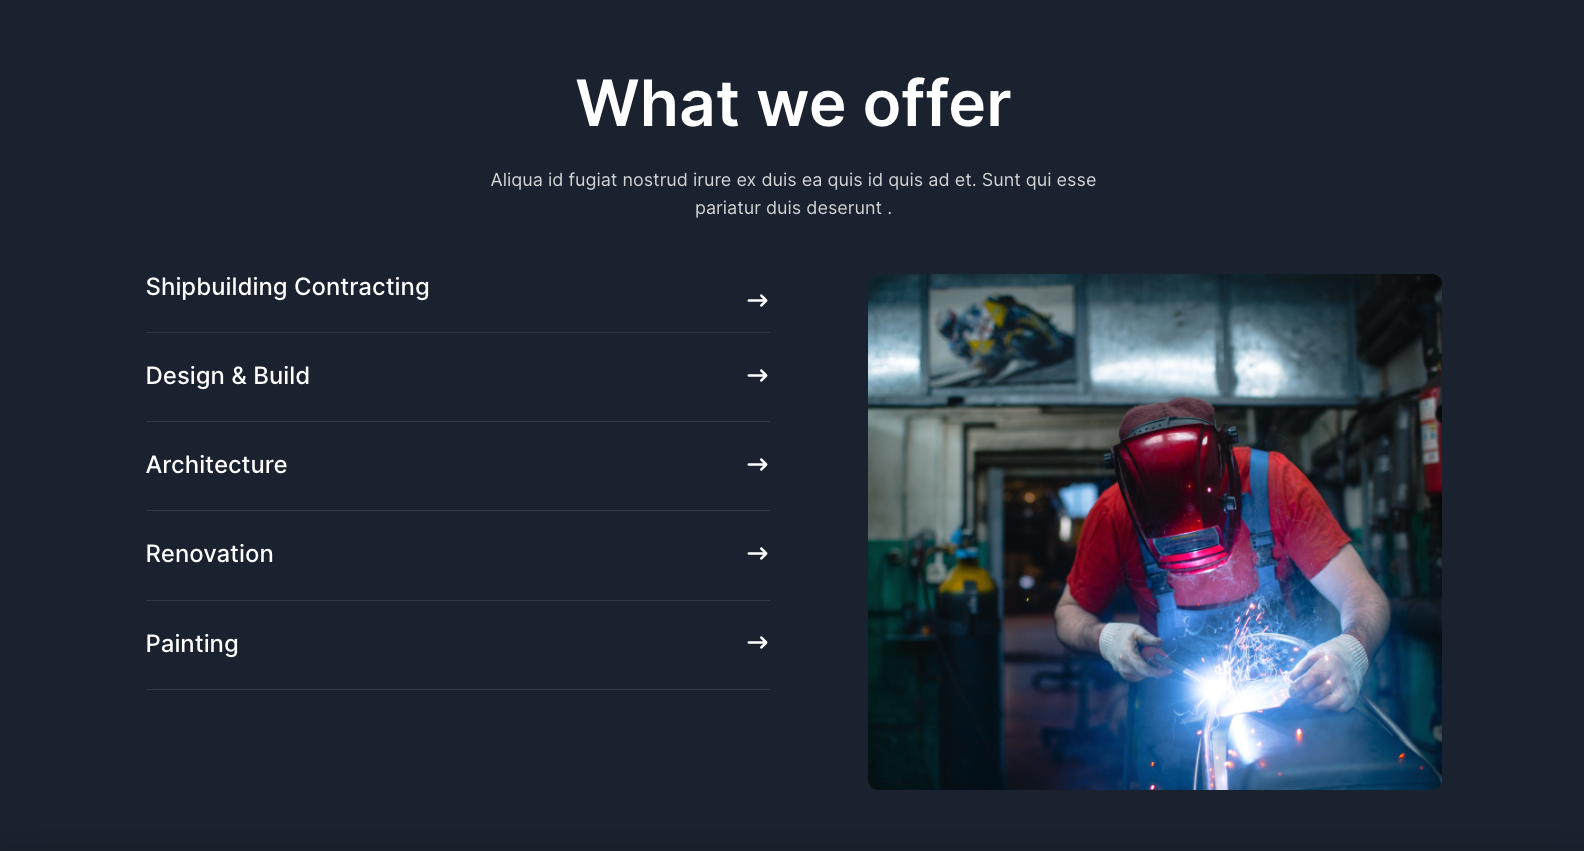 What we offer
Aliqua id fugiat nostrud irure ex duis ea quis id quis ad et. Sunt qui esse
pariatur duis deserunt .
Shipbuilding Contracting
Design & Build
Architecture
Renovation
Painting